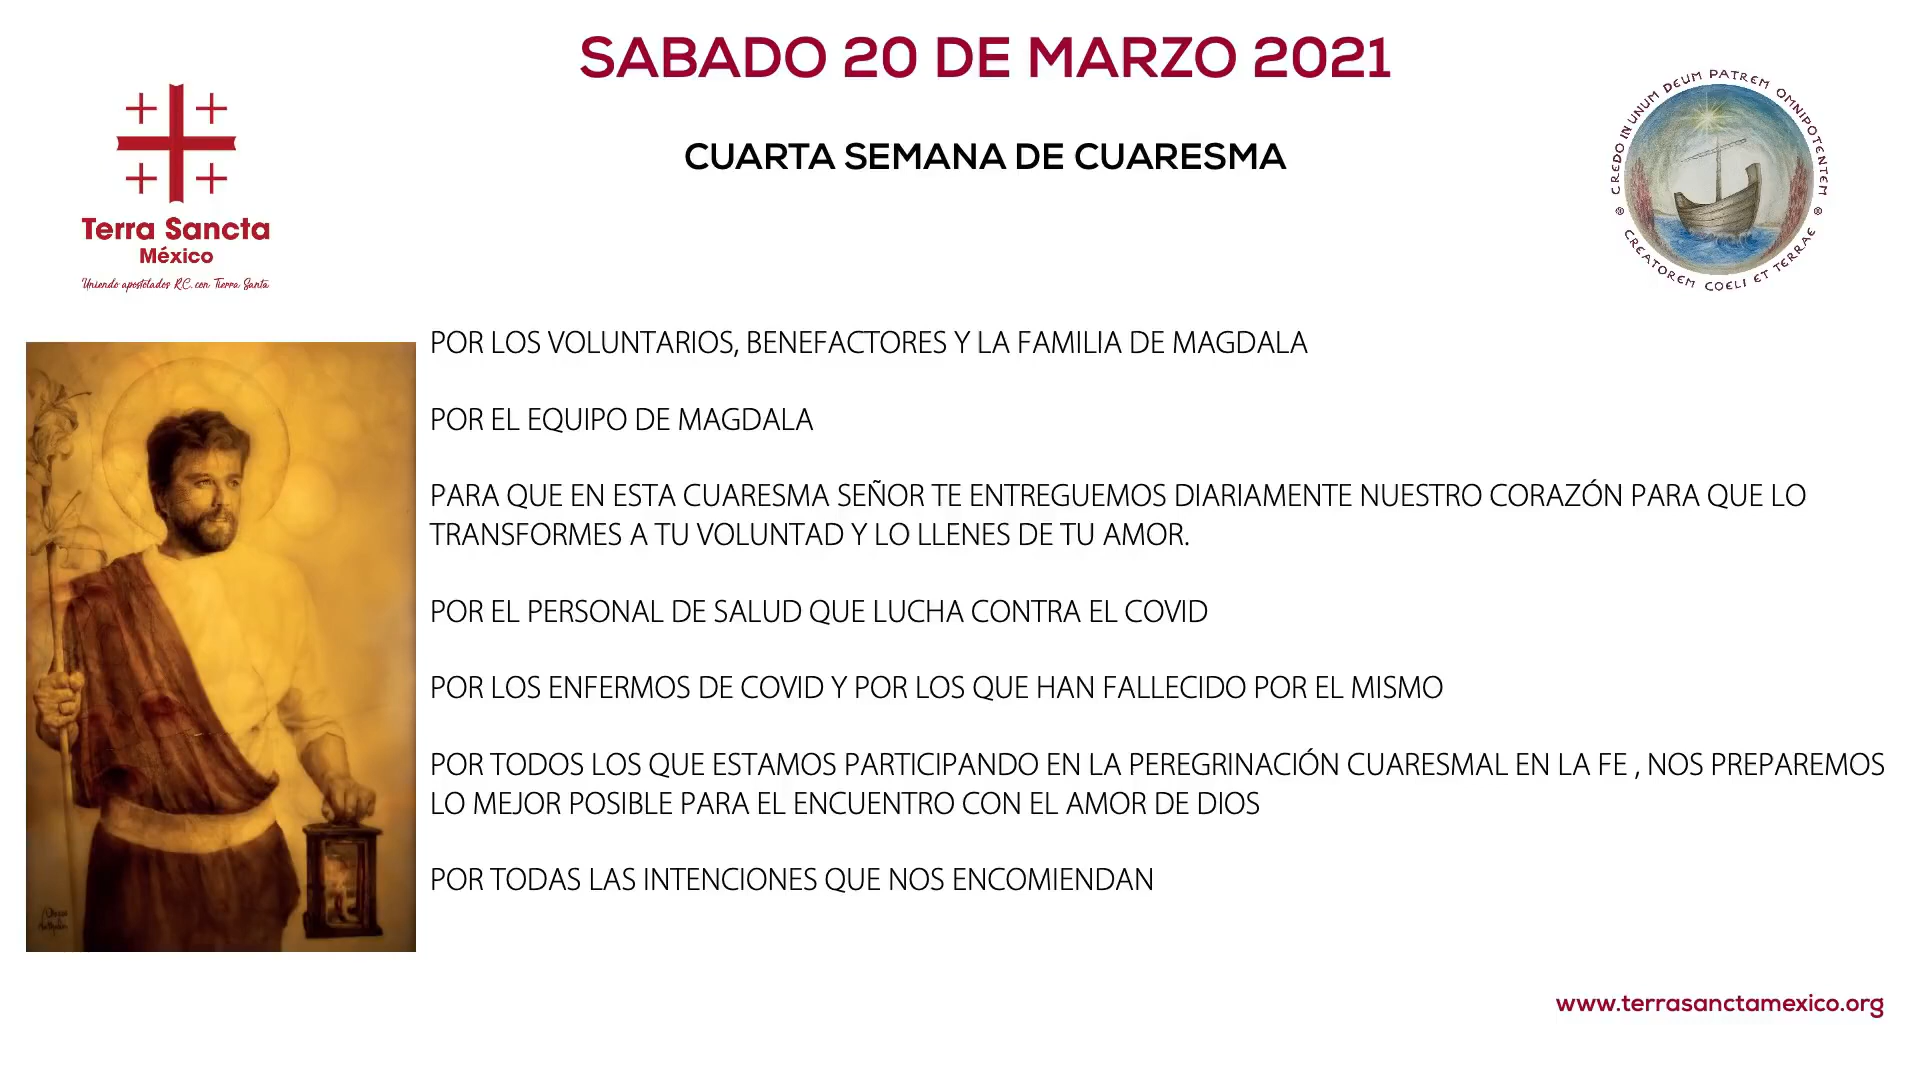 SABADO 20 DE MARZO 2021
CUARTA SEMANA DE CUARESMA
Terra Sancta
México
Uniendo apostolados R.C. con Tierra Santa
CREDO IN UNUM DEUM PATREM OMNIPOTENTEM
CREATOREM COELI ET TERRAE
POR LOS VOLUNTARIOS, BENEFACTORES Y LA FAMILIA DE MAGDALA
POR EL EQUIPO DE MAGDALA
PARA QUE EN ESTA CUARESMA SEÑOR TE ENTREGUEMOS DIARIAMENTE NUESTRO CORAZÓN PARA QUE LO
TRANSFORMES A TU VOLUNTAD Y LO LLENES DE TU AMOR.
POR EL PERSONAL DE SALUD QUE LUCHA CONTRA EL COVID
POR LOS ENFERMOS DE COVID Y POR LOS QUE HAN FALLECIDO POR EL MISMO
POR TODOS LOS QUE ESTAMOS PARTICIPANDO EN LA PEREGRINACIÓN CUARESMAL EN LA FE , NOS PREPAREMOS
LO MEJOR POSIBLE PARA EL ENCUENTRO CON EL AMOR DE DIOS
POR TODAS LAS INTENCIONES QUE NOS ENCOMIENDAN
www.terrasanctamexico.org